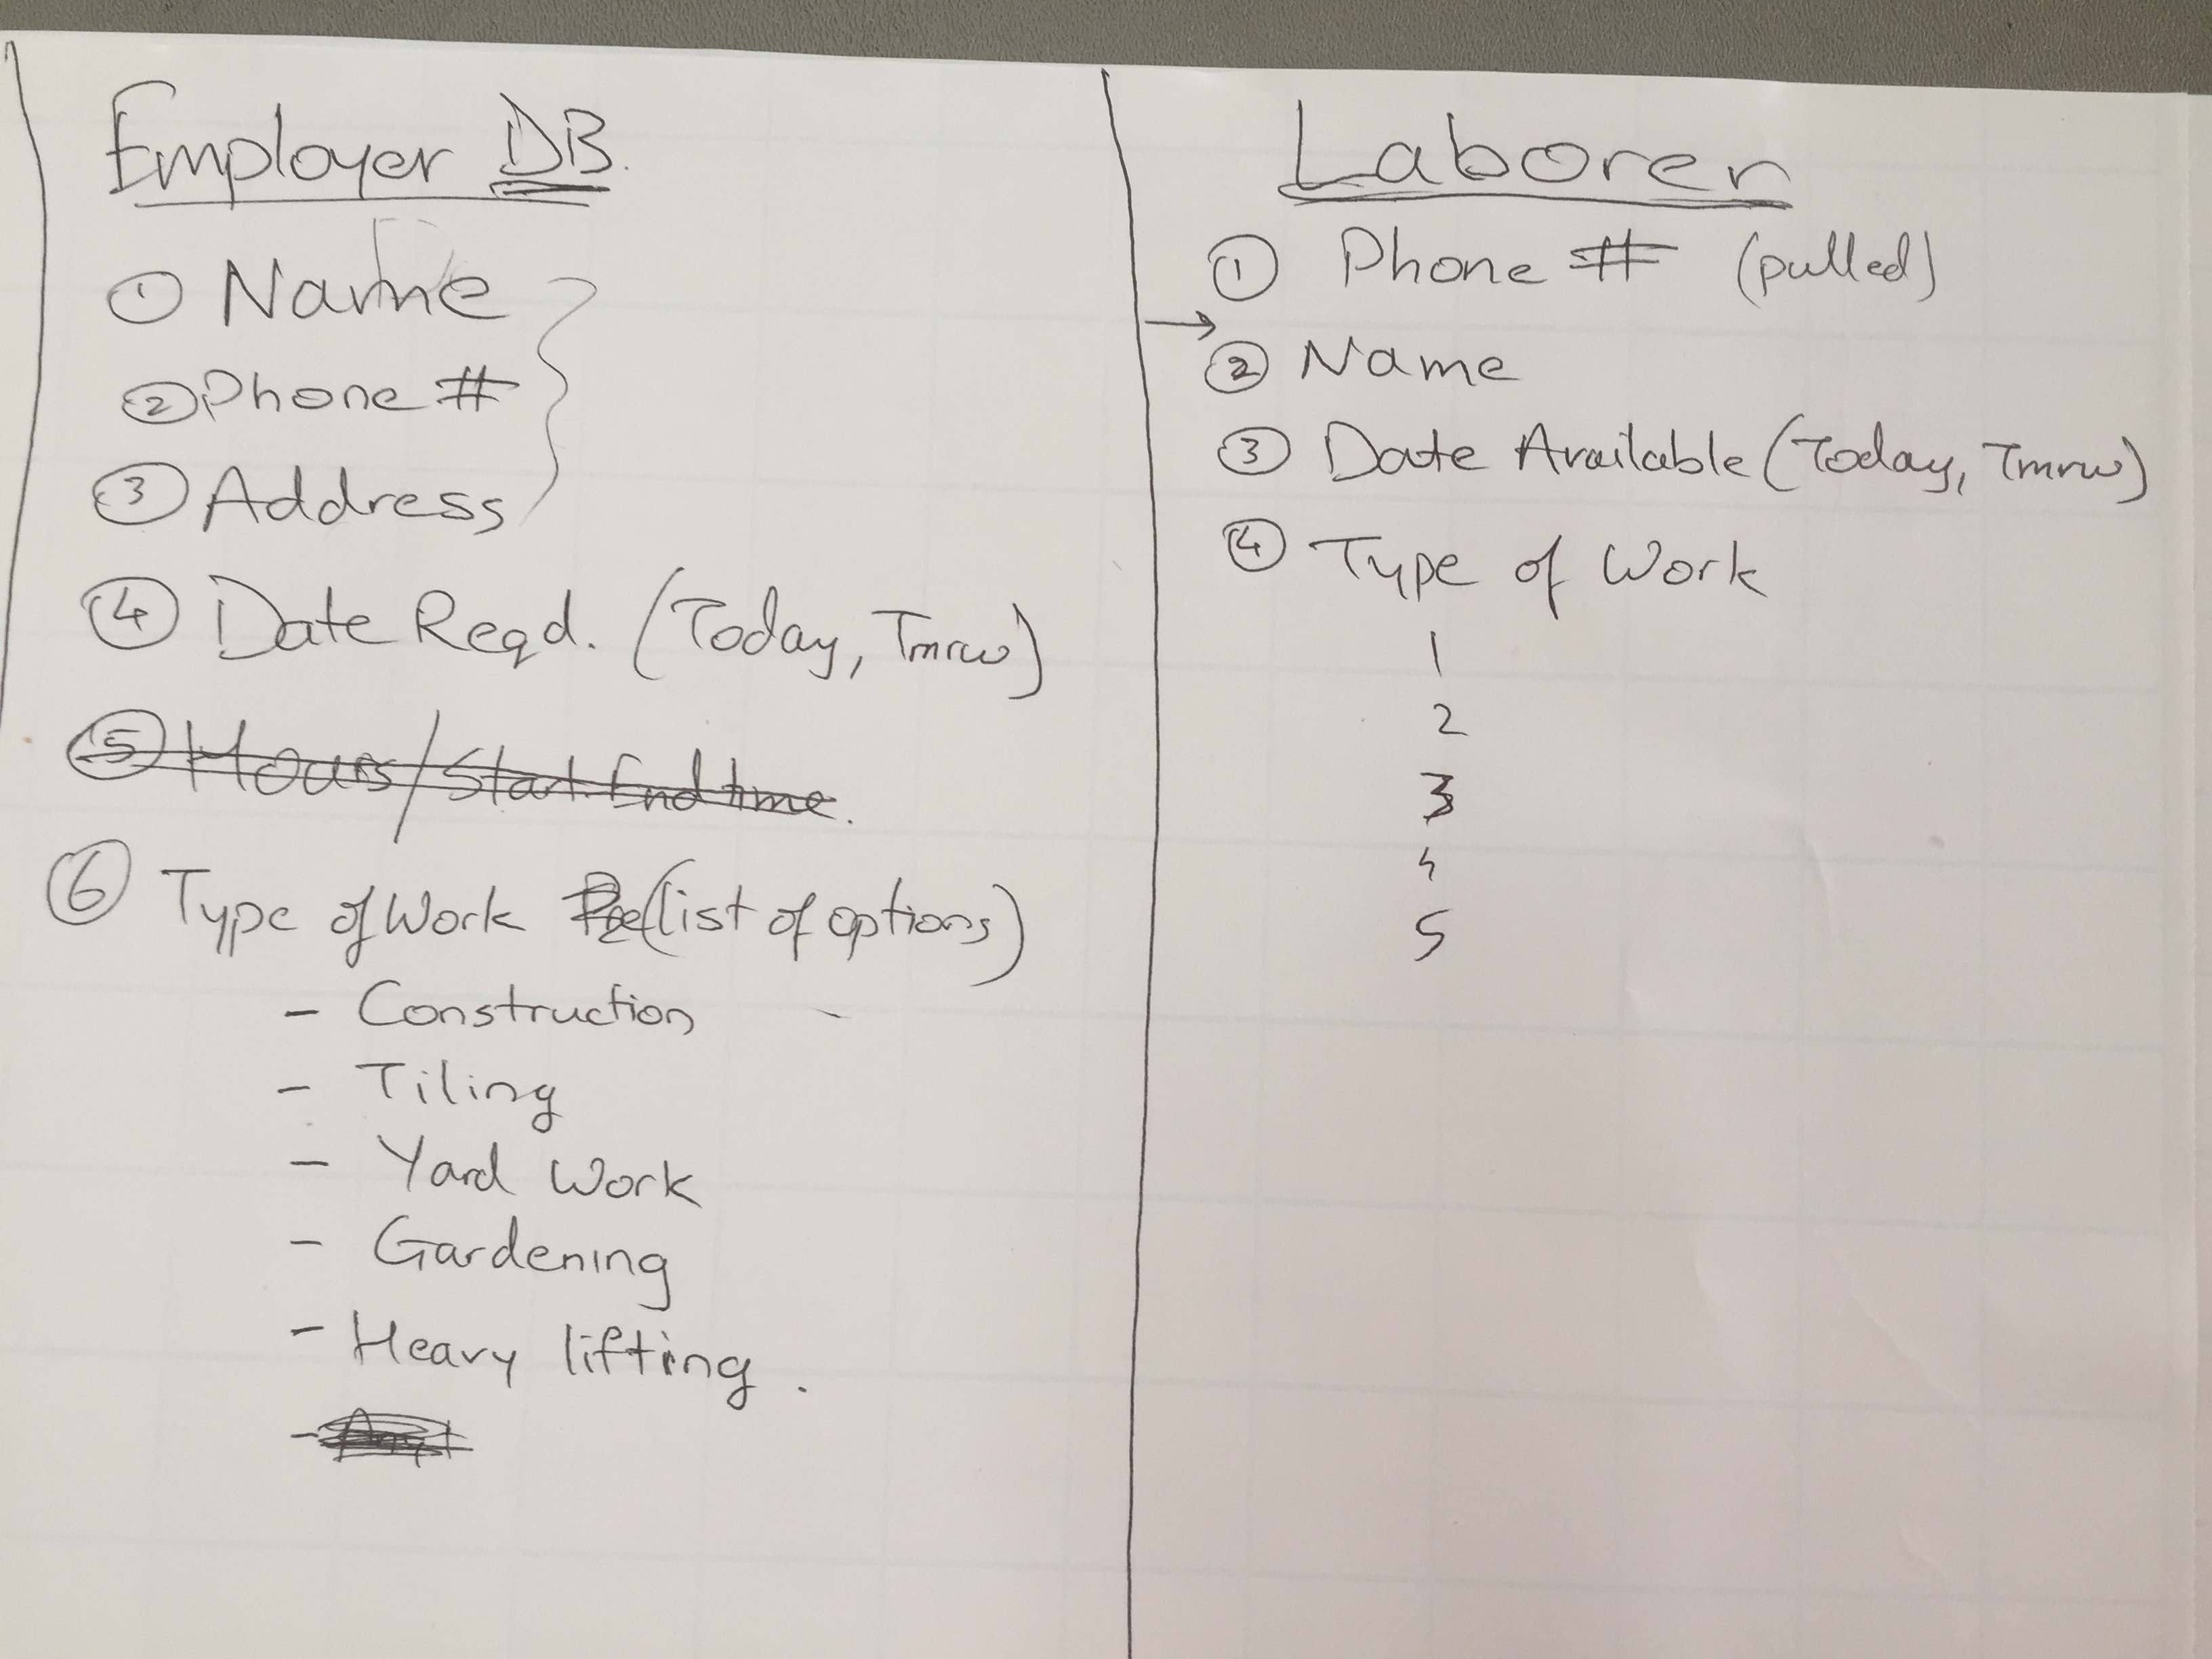 Employer DB.
① Name
② Phone #
③ Address
④ Date Reqd. (Today, Tmrw)
⑤ Hours/Start End time.
⑥ Type of Work (list of options)
- Construction
- Tiling
- Yard Work
- Gardening
- Heavy lifting.
-
Laborer
① Phone # (pulled)
→
② Name
③ Date Available (Today, Tmrw)
④ Type of Work
1
2
3
4
5